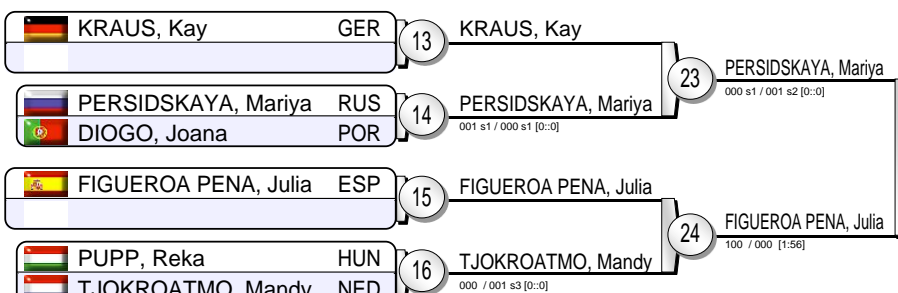 KRAUS, Kay GER
13
KRAUS, Kay
23
PERSIDSKAYA, Mariya
000 s1 / 001 s2 [0::0]
PERSIDSKAYA, Mariya RUS
DIOGO, Joana POR
14
PERSIDSKAYA, Mariya
001 s1 / 000 s1 [0::0]
FIGUEROA PENA, Julia ESP
15
FIGUEROA PENA, Julia
24
FIGUEROA PENA, Julia
100 / 000 [1:56]
PUPP, Reka HUN
TJOKROATMO, Mandy NED
16
TJOKROATMO, Mandy
000 / 001 s3 [0::0]